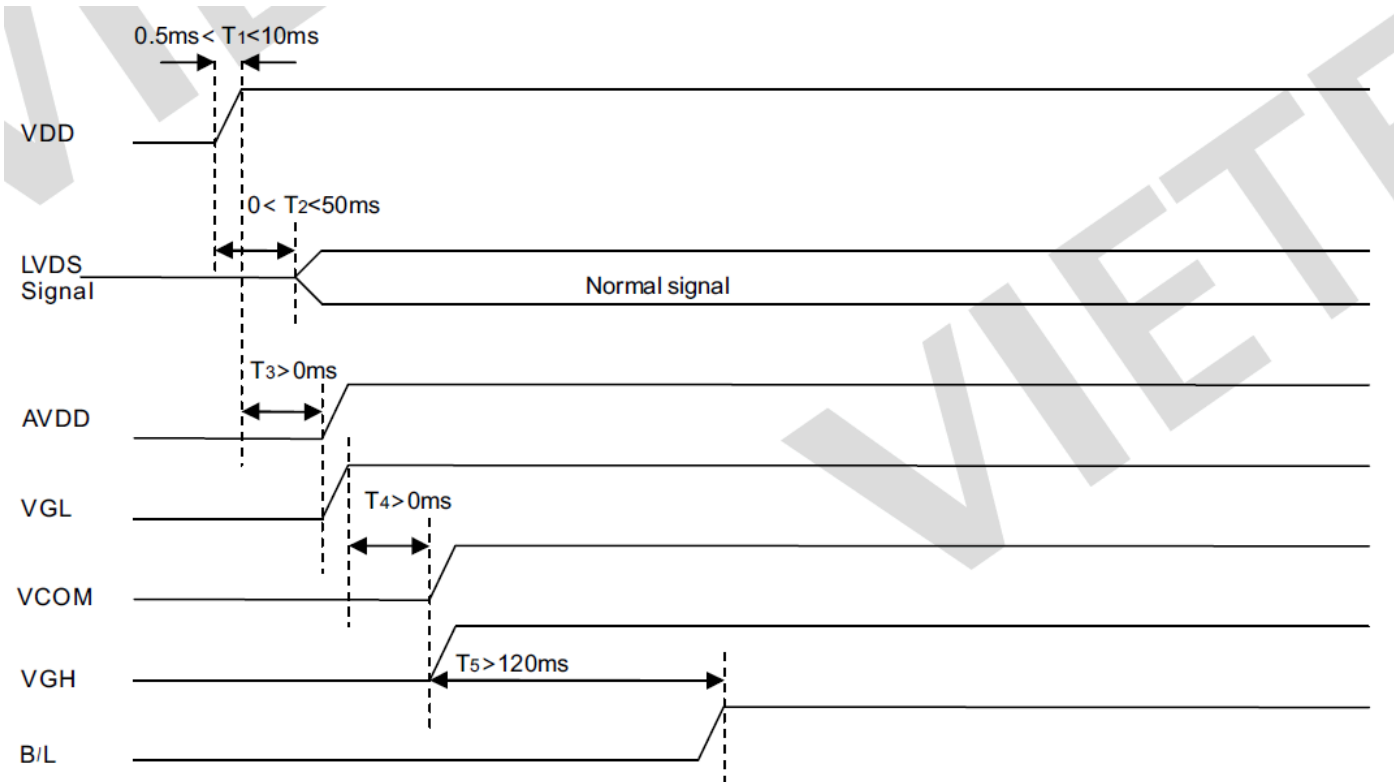 0.5ms< T1<10ms
VDD
0< T2<50ms
LVDS
Signal
Normal signal
T3>0ms
AVDD
VGL
T4>0ms
VCOM
VGH
T5>120ms
B/L